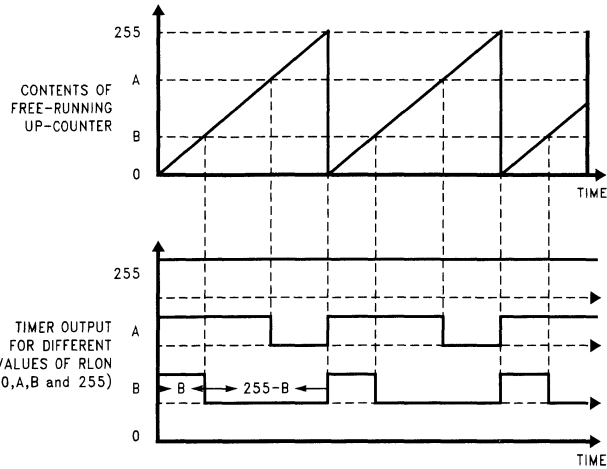 255
A
CONTENTS OF
FREE-RUNNING
UP-COUNTER
B
0
TIME
255
A
TIMER OUTPUT
FOR DIFFERENT
VALUES OF RLON
0,A,B and 255)
B
B
255-B
0
TIME